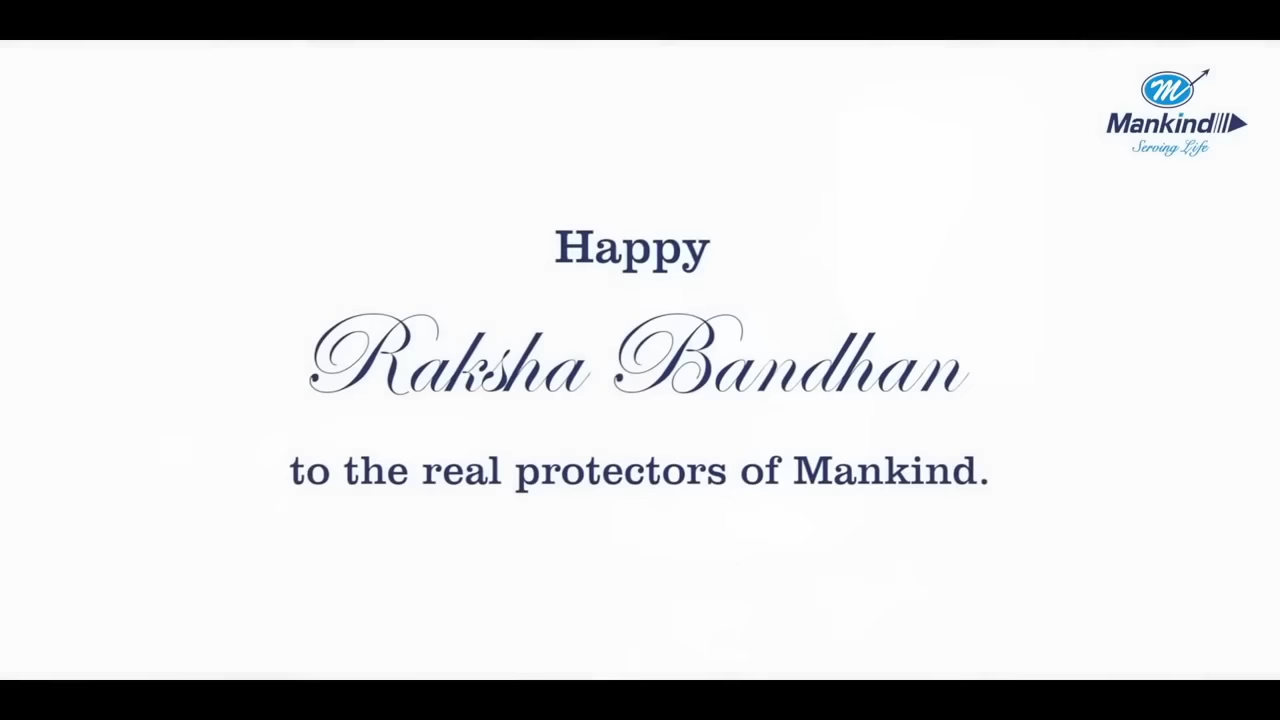 M
Mankind
Serving Life
Happy
Raksha Bandhan
to the real protectors of Mankind.